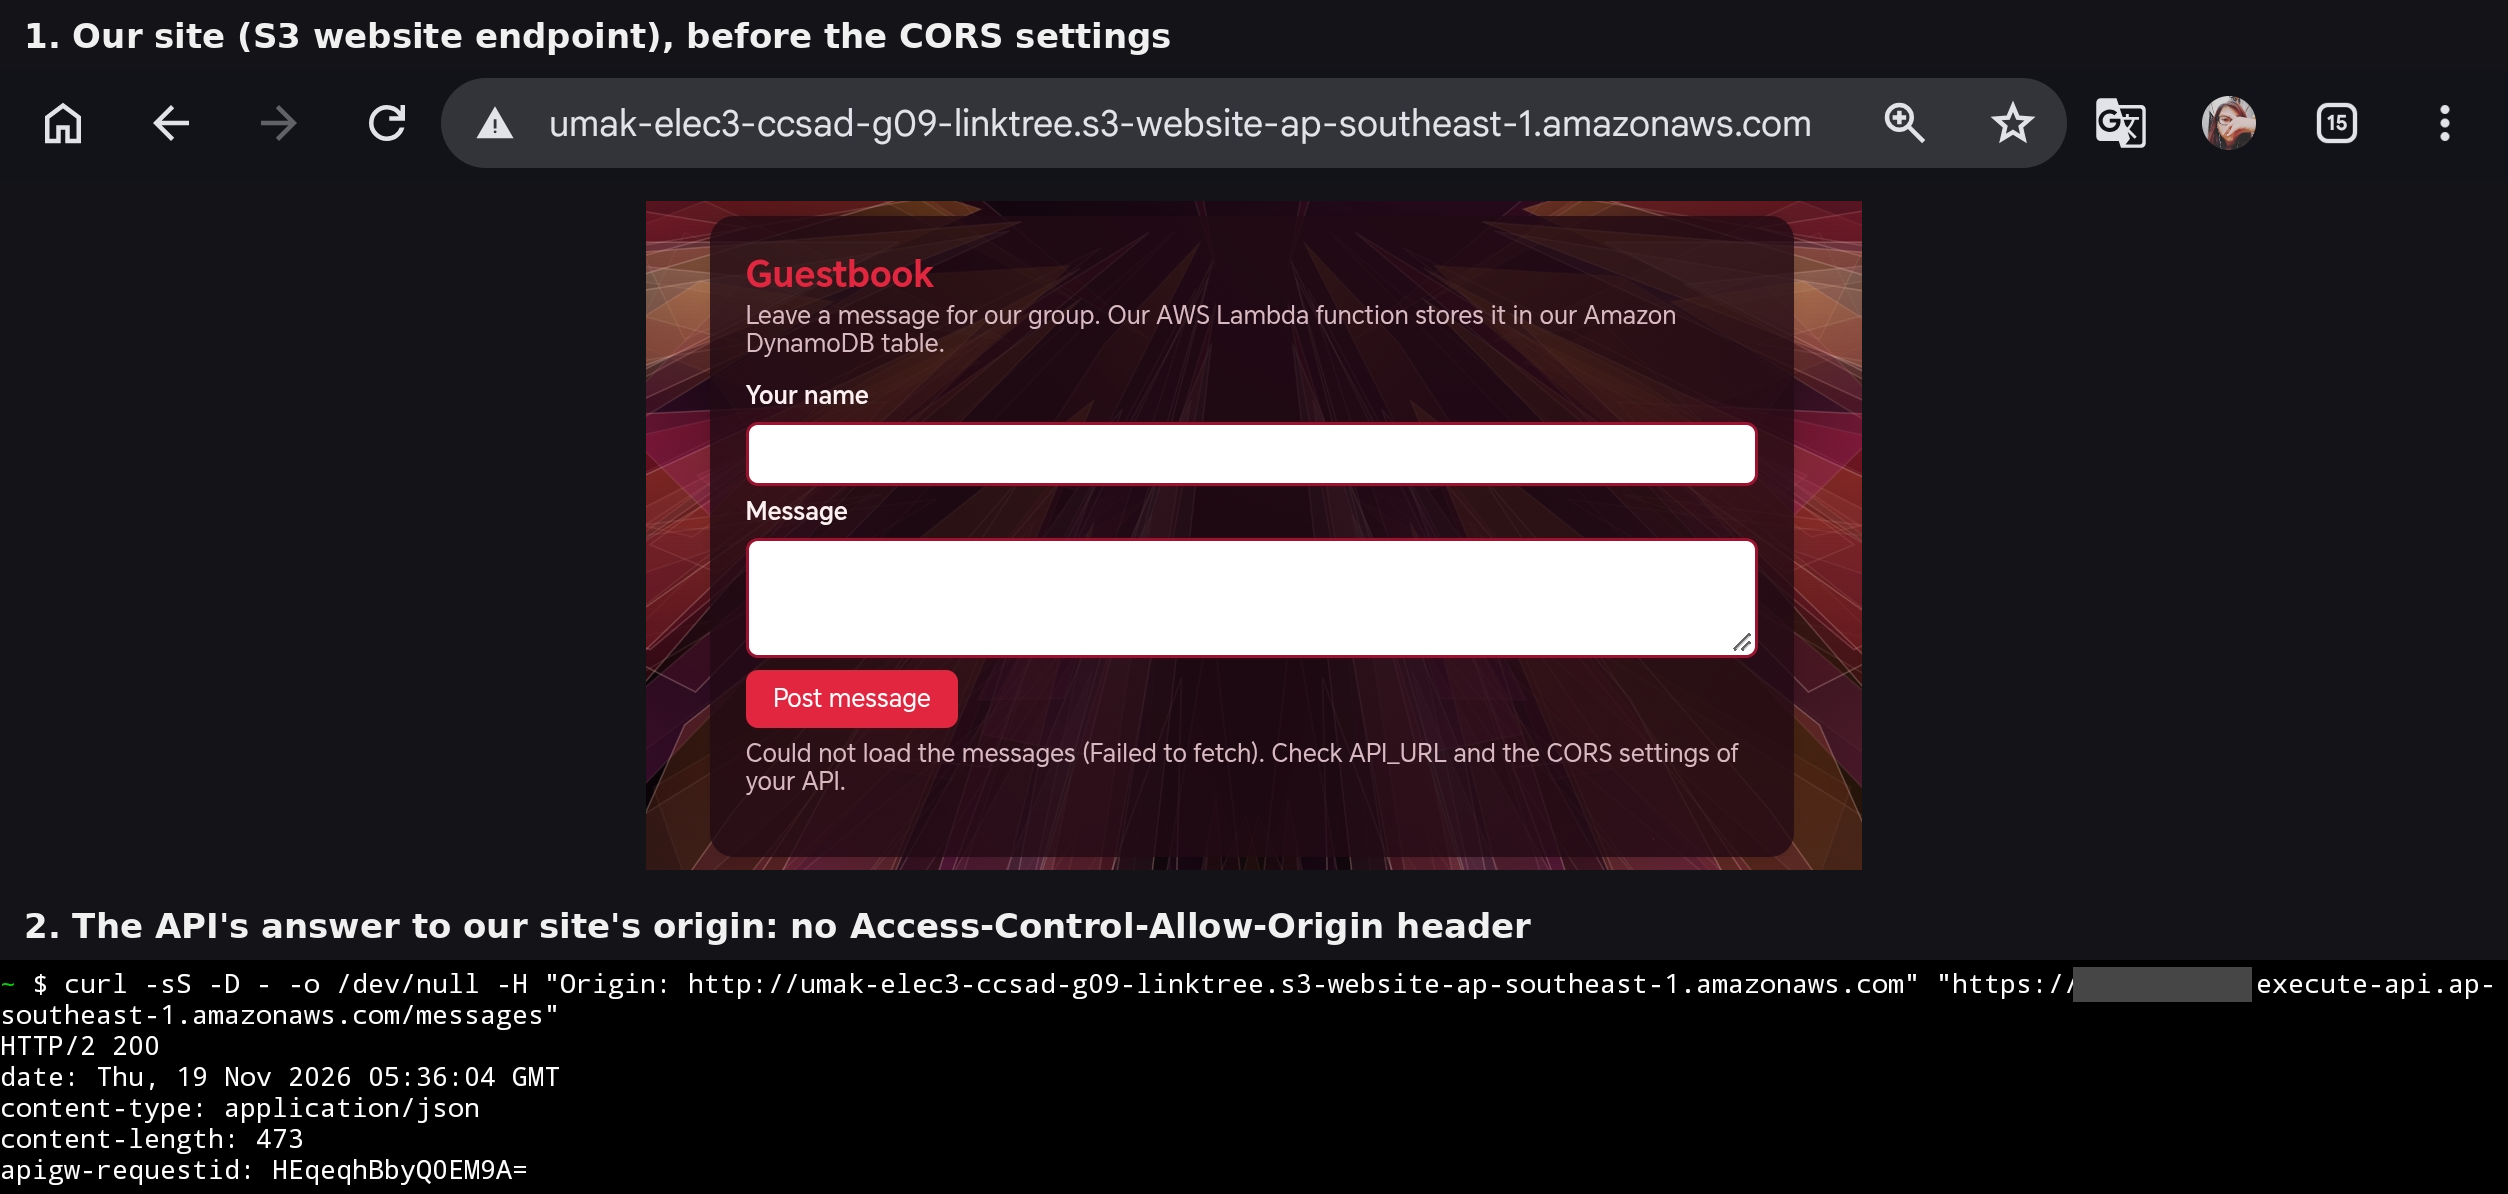 1. Our site (S3 website endpoint), before the CORS settings
umak-elec3-ccsad-g09-linktree.s3-website-ap-southeast-1.amazonaws.com
15
Guestbook
Leave a message for our group. Our AWS Lambda function stores it in our Amazon
DynamoDB table.
Your name
Message
Post message
Could not load the messages (Failed to fetch). Check API_URL and the CORS settings of
your API.
2. The API's answer to our site's origin: no Access-Control-Allow-Origin header
~ $ curl -sS -D - -o /dev/null -H "Origin: http://umak-elec3-ccsad-g09-linktree.s3-website-ap-southeast-1.amazonaws.com" "https:// execute-api.ap-
southeast-1.amazonaws.com/messages"
HTTP/2 200
date: Thu, 19 Nov 2026 05:36:04 GMT
content-type: application/json
content-length: 473
apigw-requestid: HEqeqhBbyQ0EM9A=